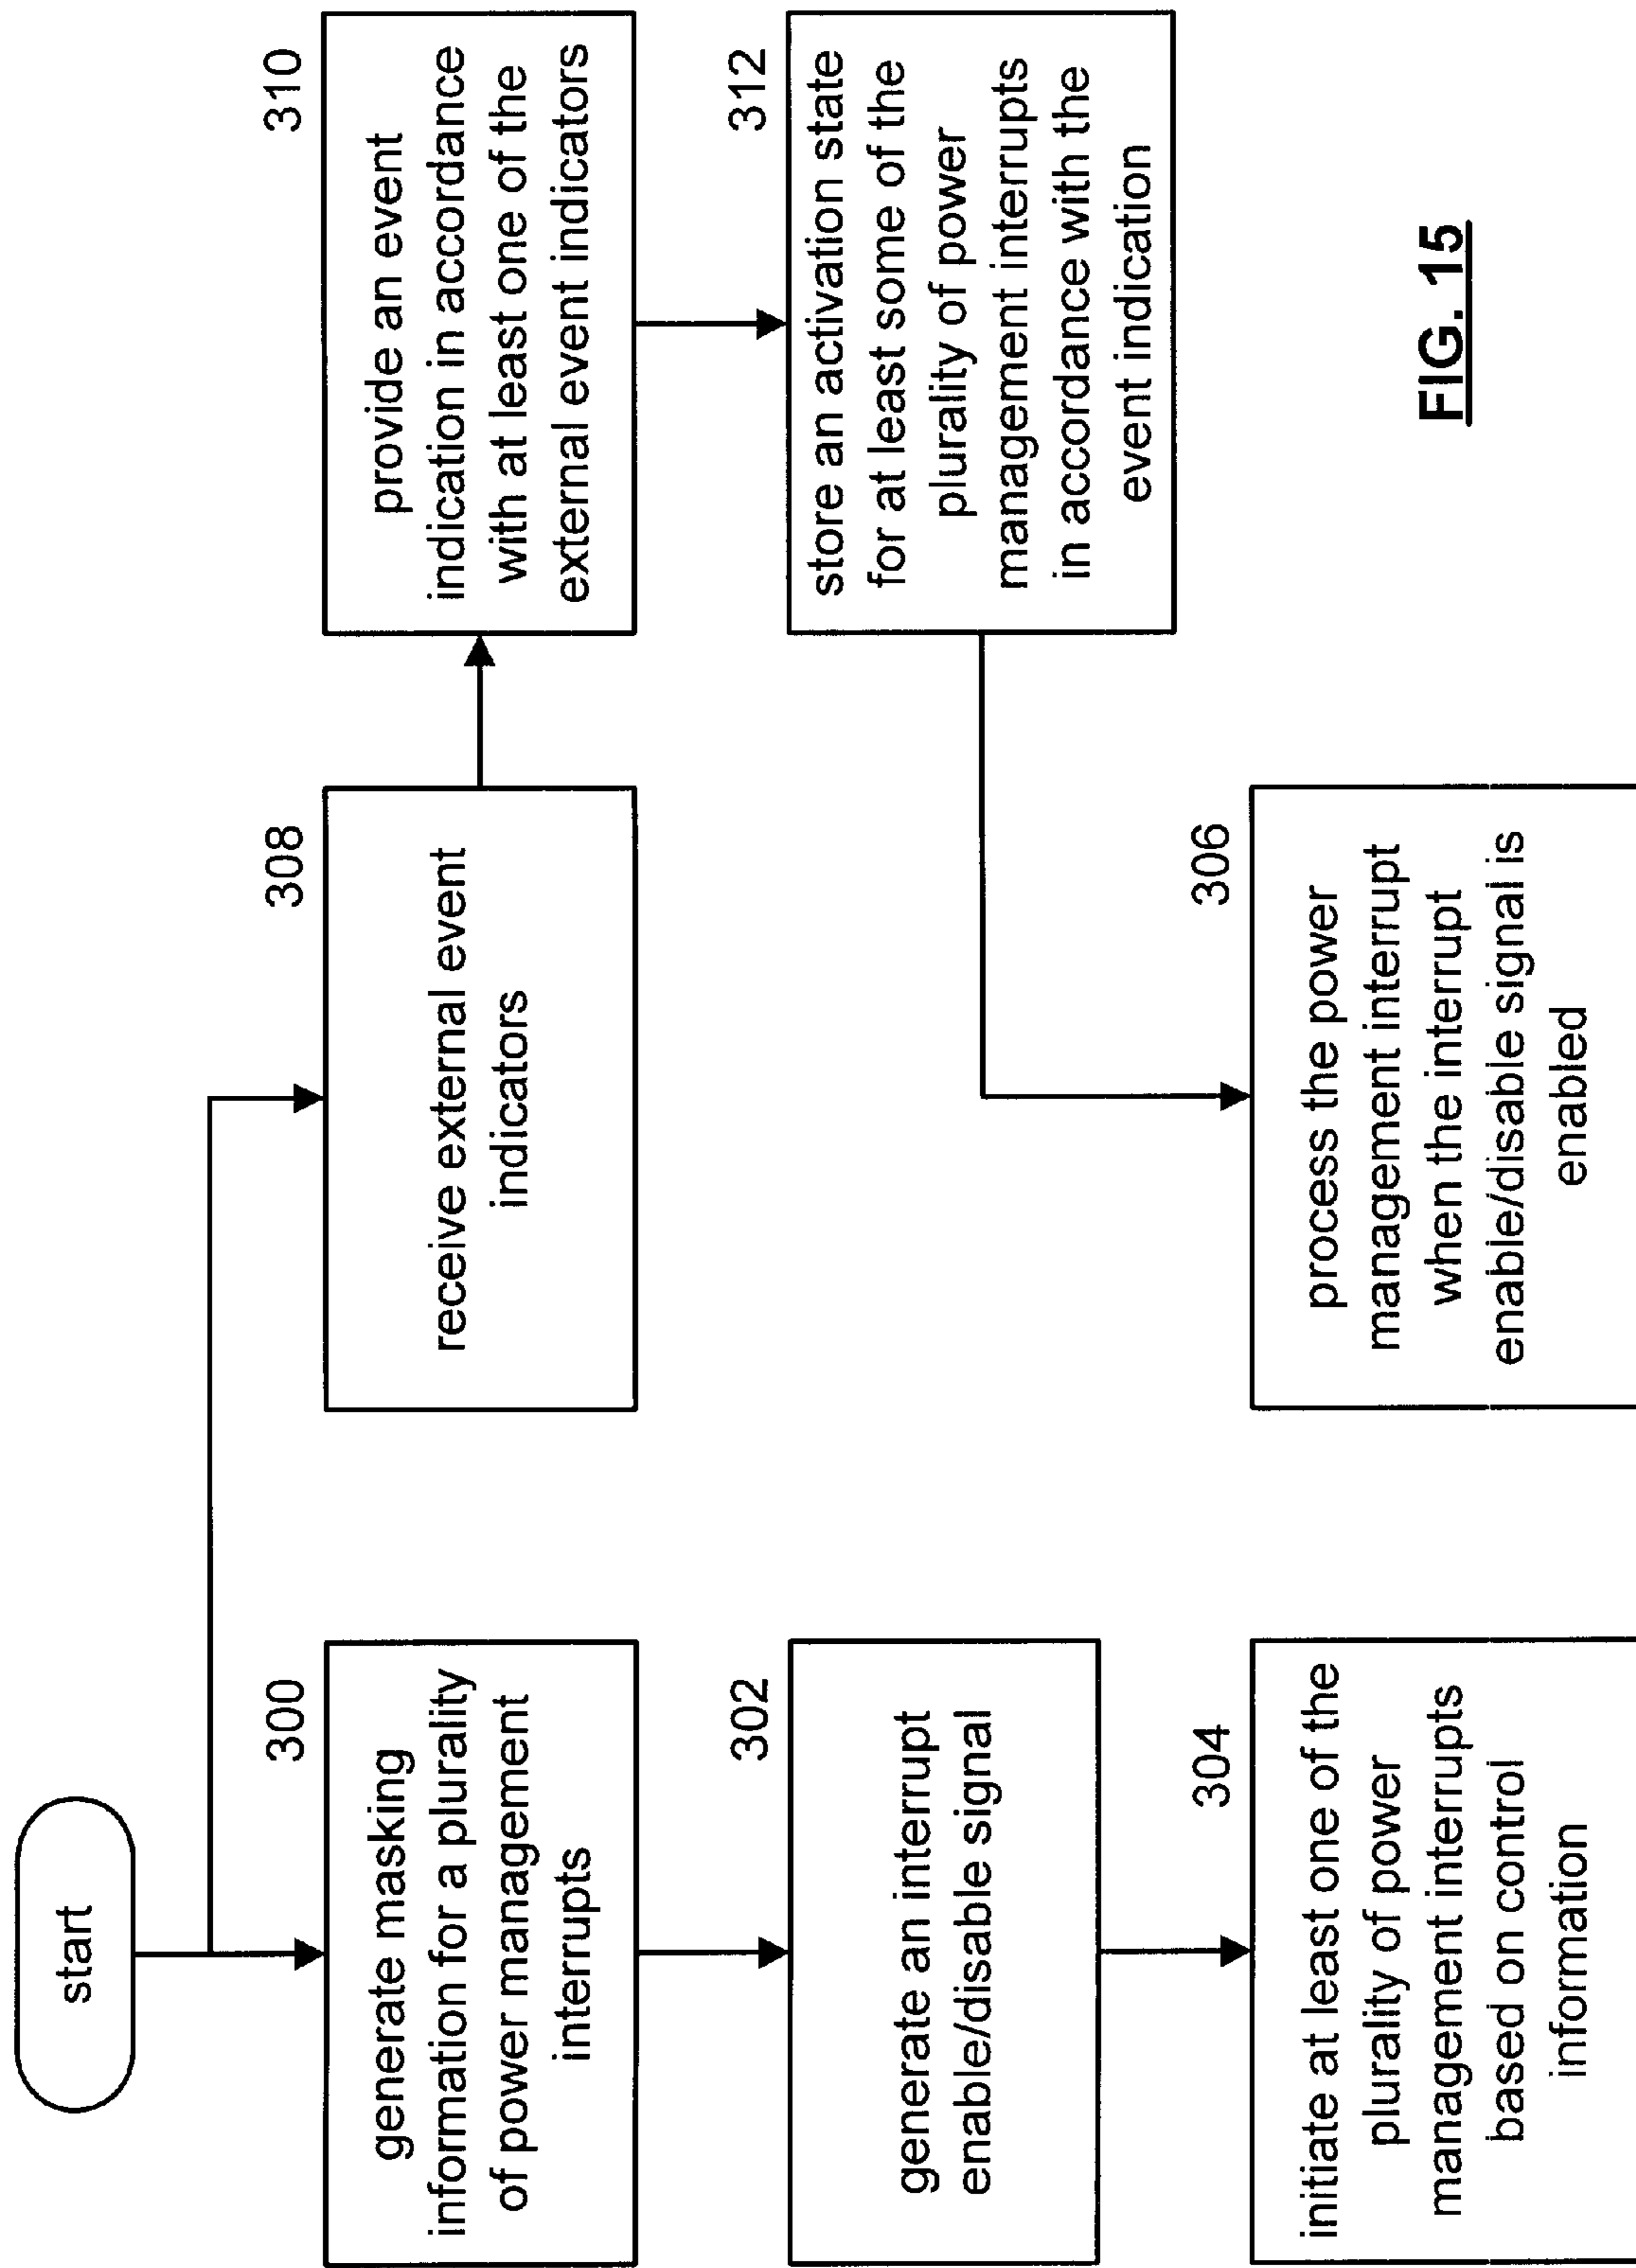 start
300
generate masking
information for a plurality
of power management
interrupts
302
generate an interrupt
enable/disable signal
304
initiate at least one of the
plurality of power
management interrupts
based on control
information
308
receive external event
indicators
310
provide an event
indication in accordance
with at least one of the
external event indicators
312
store an activation state
for at least some of the
plurality of power
management interrupts
in accordance with the
event indication
306
process the power
management interrupt
when the interrupt
enable/disable signal is
enabled
FIG. 15